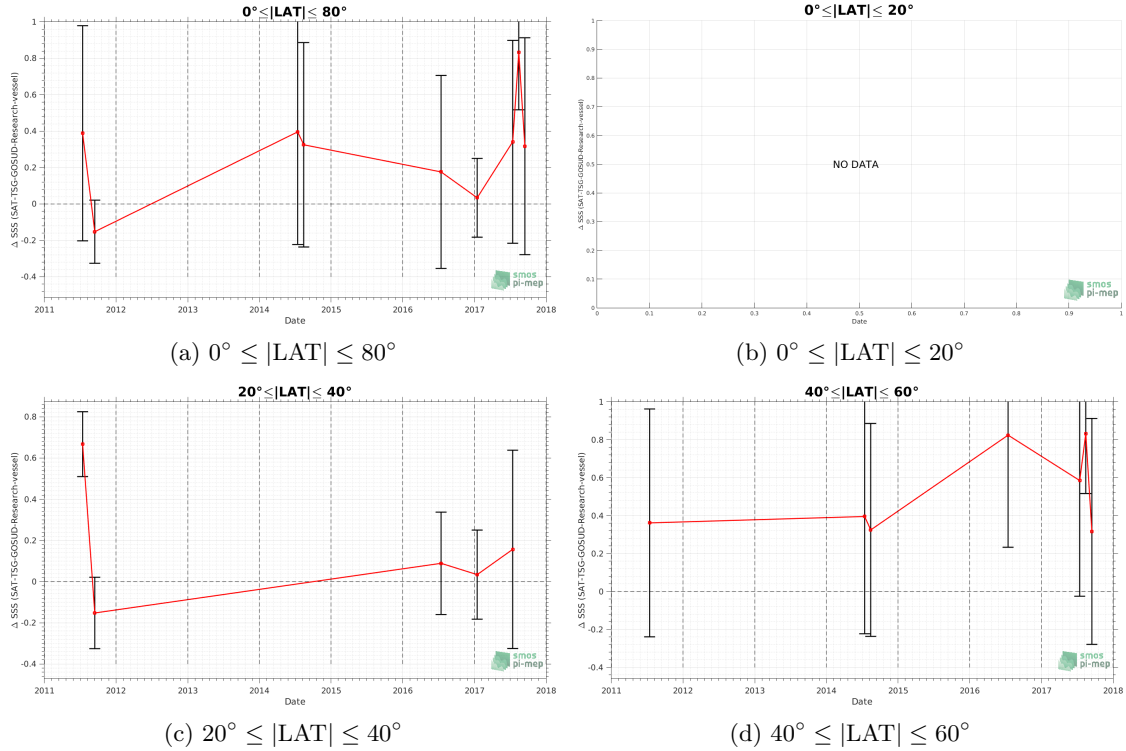 0°≤|LAT|≤ 80°
Δ SSS (SAT-TSG-GOSUD-Research-vessel)
1
0.8
0.6
0.4
0.2
0
-0.2
-0.4
2011 2012 2013 2014 2015 2016 2017 2018
Date
smos
pi-mep
(a) 0° ≤ |LAT| ≤ 80°
0°≤|LAT|≤ 20°
Δ SSS (SAT-TSG-GOSUD-Research-vessel)
1
0.9
0.8
0.7
0.6
0.5
0.4
0.3
0.2
0.1
0
NO DATA
0 0.1 0.2 0.3 0.4 0.5 0.6 0.7 0.8 0.9 1
Date
smos
pi-mep
(b) 0° ≤ |LAT| ≤ 20°
20°≤|LAT|≤ 40°
Δ SSS (SAT-TSG-GOSUD-Research-vessel)
0.8
0.6
0.4
0.2
0
-0.2
-0.4
2011 2012 2013 2014 2015 2016 2017 2018
Date
smos
pi-mep
(c) 20° ≤ |LAT| ≤ 40°
40°≤|LAT|≤ 60°
Δ SSS (SAT-TSG-GOSUD-Research-vessel)
1
0.8
0.6
0.4
0.2
0
-0.2
-0.4
2011 2012 2013 2014 2015 2016 2017 2018
Date
smos
pi-mep
(d) 40° ≤ |LAT| ≤ 60°